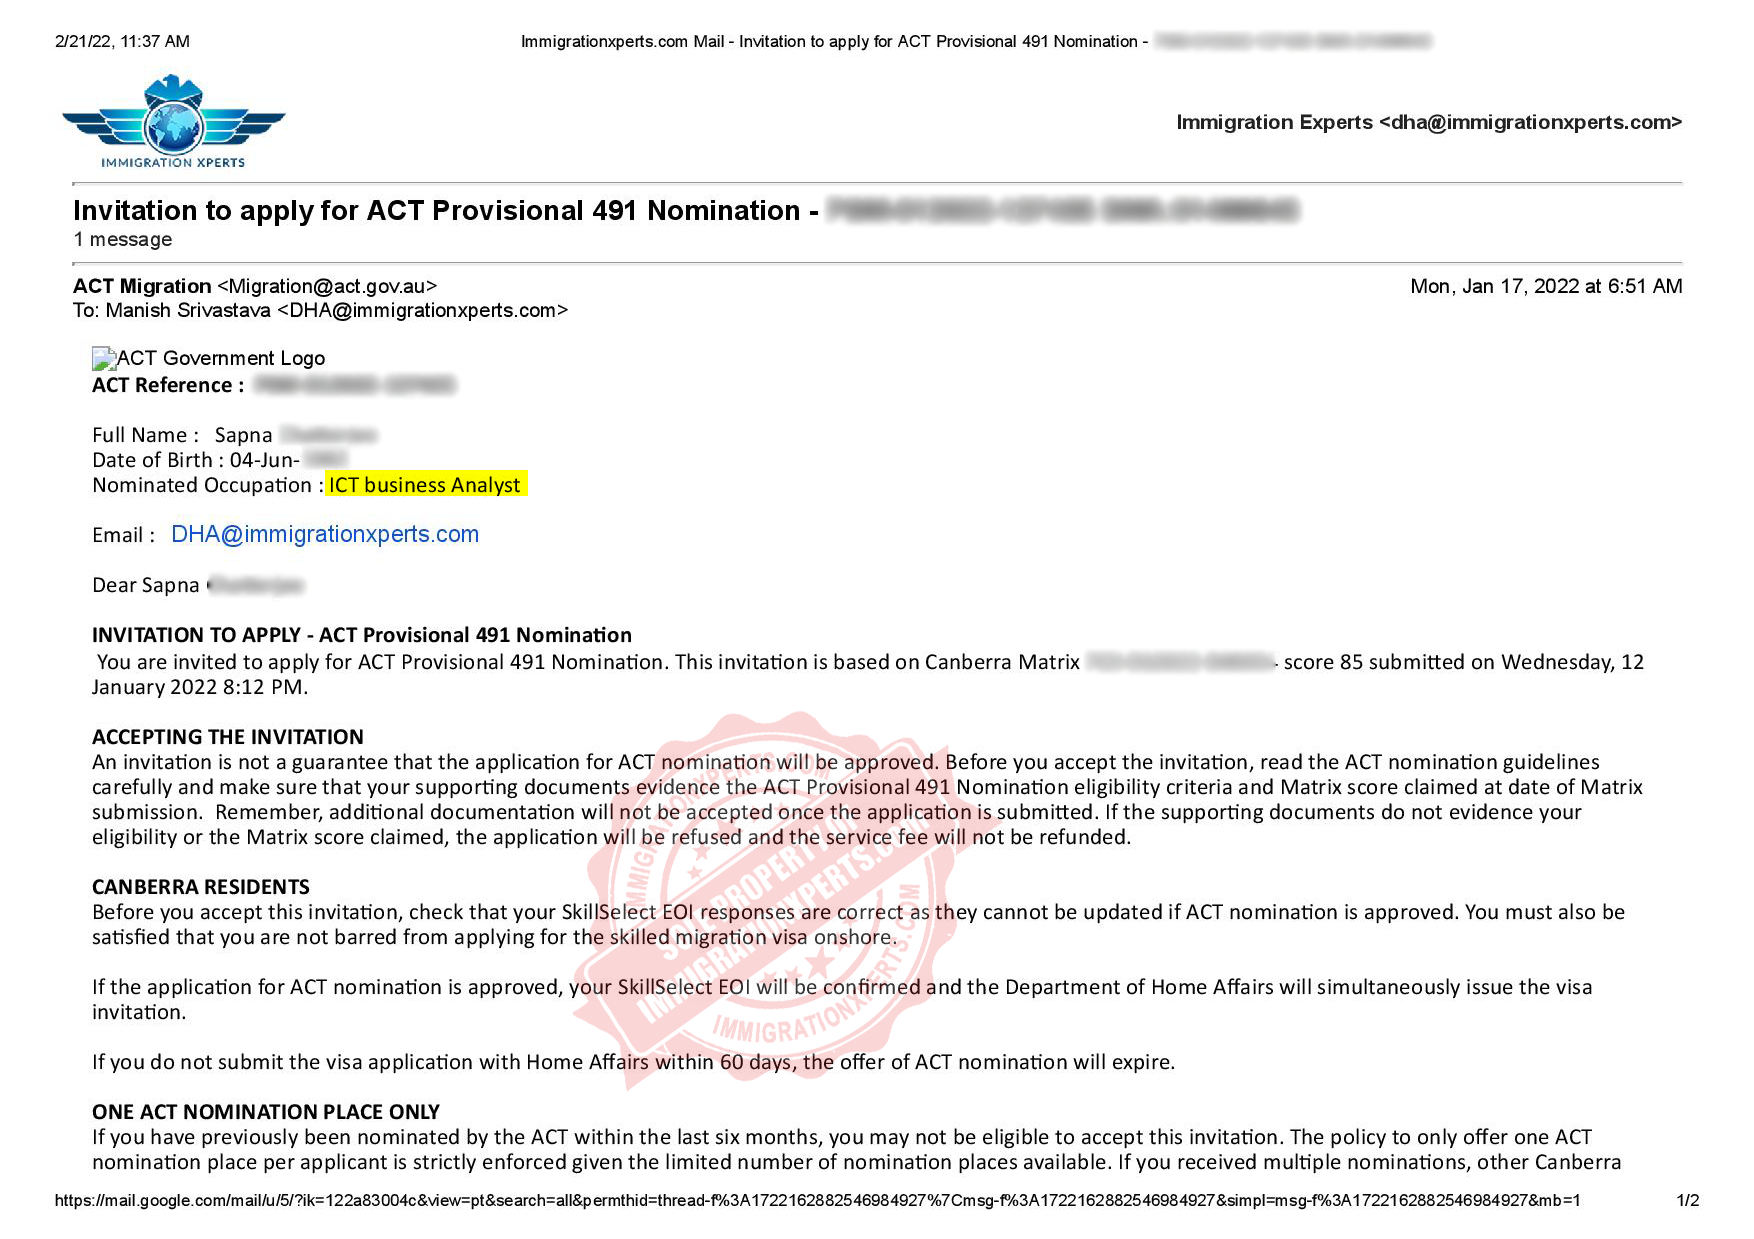 2/21/22, 11:37 AM
Immigrationxperts.com Mail - Invitation to apply for ACT Provisional 491 Nomination -
IMMIGRATION XPERTS
Immigration Experts <dha@immigrationxperts.com>
Invitation to apply for ACT Provisional 491 Nomination -
1 message
ACT Migration <Migration@act.gov.au>
Mon, Jan 17, 2022 at 6:51 AM
To: Manish Srivastava <DHA@immigrationxperts.com>
ACT Government Logo
ACT Reference :
Full Name : Sapna
Date of Birth : 04-Jun-
Nominated Occupation : ICT business Analyst
Email : DHA@immigrationxperts.com
Dear Sapna
INVITATION TO APPLY - ACT Provisional 491 Nomination
You are invited to apply for ACT Provisional 491 Nomination. This invitation is based on Canberra Matrix score 85 submitted on Wednesday, 12
January 2022 8:12 PM.
ACCEPTING THE INVITATION
An invitation is not a guarantee that the application for ACT nomination will be approved. Before you accept the invitation, read the ACT nomination guidelines
carefully and make sure that your supporting documents evidence the ACT Provisional 491 Nomination eligibility criteria and Matrix score claimed at date of Matrix
submission. Remember, additional documentation will not be accepted once the application is submitted. If the supporting documents do not evidence your
eligibility or the Matrix score claimed, the application will be refused and the service fee will not be refunded.
CANBERRA RESIDENTS
Before you accept this invitation, check that your SkillSelect EOI responses are correct as they cannot be updated if ACT nomination is approved. You must also be
satisfied that you are not barred from applying for the skilled migration visa onshore.
If the application for ACT nomination is approved, your SkillSelect EOI will be confirmed and the Department of Home Affairs will simultaneously issue the visa
invitation.
If you do not submit the visa application with Home Affairs within 60 days, the offer of ACT nomination will expire.
ONE ACT NOMINATION PLACE ONLY
If you have previously been nominated by the ACT within the last six months, you may not be eligible to accept this invitation. The policy to only offer one ACT
nomination place per applicant is strictly enforced given the limited number of nomination places available. If you received multiple nominations, other Canberra
IMMIGRATIONXPERTS.COM
SOLE PROPERTY OF
IMMIGRATIONXPERTS.COM
IMMIGRATIONXPERTS.COM
https://mail.google.com/mail/u/5/?ik=122a83004c&view=pt&search=all&permthid=thread-f%3A1722162882546984927%7Cmsg-f%3A1722162882546984927&simpl=msg-f%3A1722162882546984927&mb=1
1/2